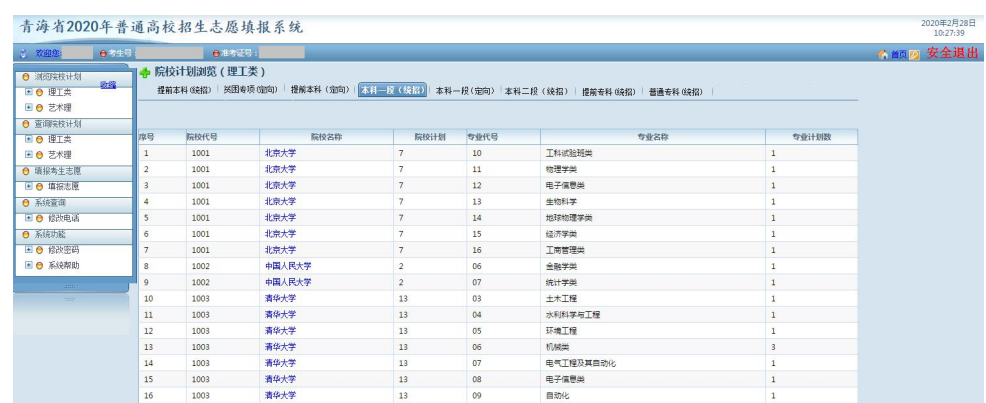 青海省2020年普通高校招生志愿填报系统
2020年2月28日
10:27:39
欢迎您: 考生号: 准考证号:
首页 安全退出
浏览院校计划
收缩
理工类
艺术理
查询院校计划
理工类
艺术理
填报考生志愿
填报志愿
系统查询
修改电话
系统功能
修改密码
系统帮助
院校计划浏览（理工类）
提前本科(统招) 贫困专项(定向) 提前本科（定向） 本科一段（统招） 本科一段(定向) 本科二段（统招） 提前专科(统招) 普通专科(统招)
序号 院校代号 院校名称 院校计划 专业代号 专业名称 专业计划数
1 1001 北京大学 7 10 工科试验班类 1
2 1001 北京大学 7 11 物理学类 1
3 1001 北京大学 7 12 电子信息类 1
4 1001 北京大学 7 13 生物科学 1
5 1001 北京大学 7 14 地球物理学类 1
6 1001 北京大学 7 15 经济学类 1
7 1001 北京大学 7 16 工商管理类 1
8 1002 中国人民大学 2 06 金融学类 1
9 1002 中国人民大学 2 07 统计学类 1
10 1003 清华大学 13 03 土木工程 1
11 1003 清华大学 13 04 水利科学与工程 1
12 1003 清华大学 13 05 环境工程 1
13 1003 清华大学 13 06 机械类 3
14 1003 清华大学 13 07 电气工程及其自动化 1
15 1003 清华大学 13 08 电子信息类 1
16 1003 清华大学 13 09 自动化 1